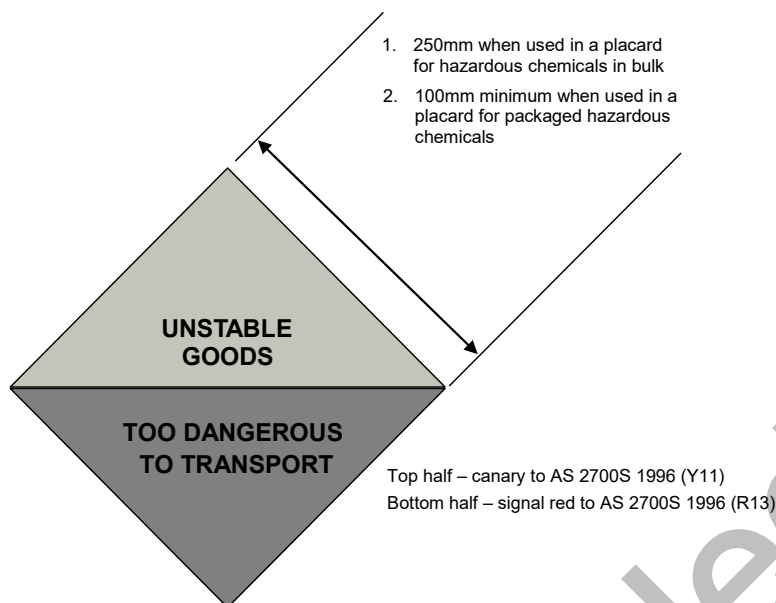 1. 250mm when used in a placard
for hazardous chemicals in bulk
2. 100mm minimum when used in a
placard for packaged hazardous
chemicals
UNSTABLE
GOODS
TOO DANGEROUS
TO TRANSPORT
Top half – canary to AS 2700S 1996 (Y11)
Bottom half – signal red to AS 2700S 1996 (R13)